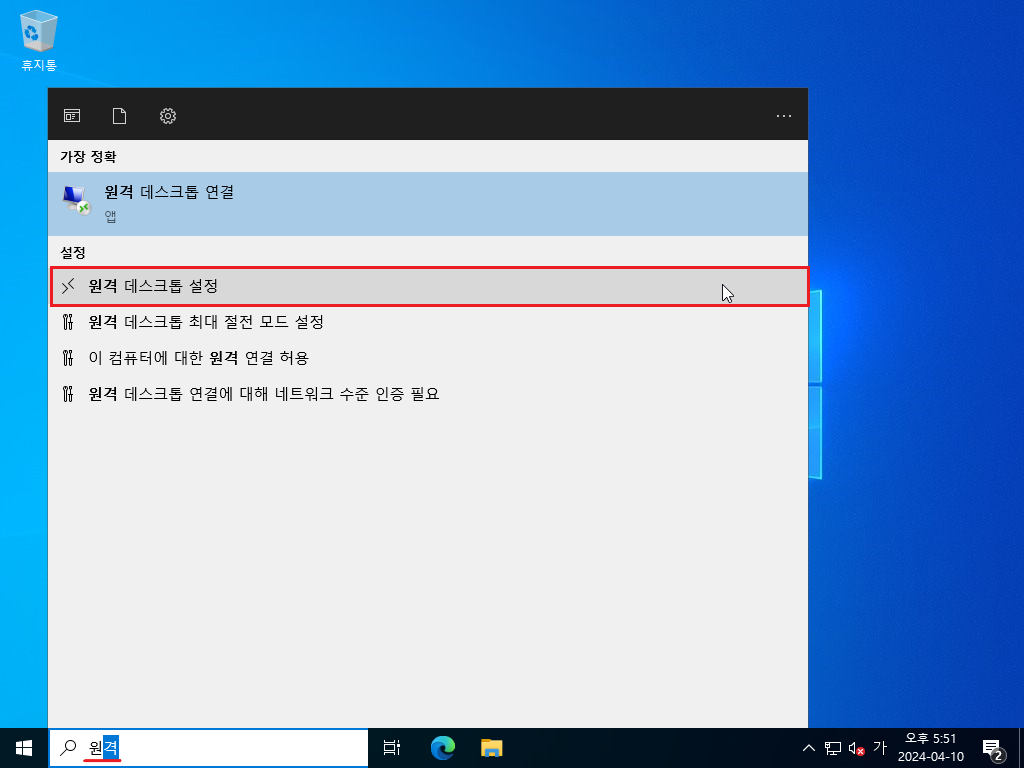 휴지통
가장 정확
원격 데스크톱 연결
앱
설정
원격 데스크톱 설정
원격 데스크톱 최대 절전 모드 설정
이 컴퓨터에 대한 원격 연결 허용
원격 데스크톱 연결에 대해 네트워크 수준 인증 필요
원격
가
오후 5:51
2024-04-10
2